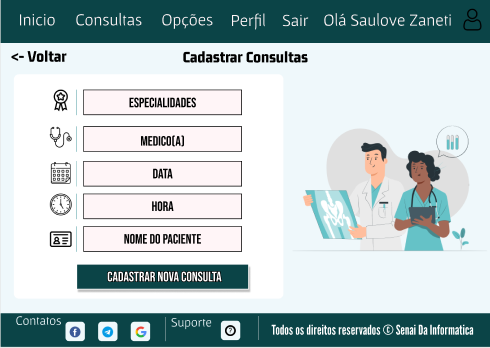 Inicio Consultas Opções Perfil Sair Olá Saulove Zaneti
<- Voltar
Cadastrar Consultas
ESPECIALIDADES
MEDICO(A)
DATA
HORA
NOME DO PACIENTE
CADASTRAR NOVA CONSULTA
Contatos
Suporte
Todos os direitos reservados © Senai Da Informatica